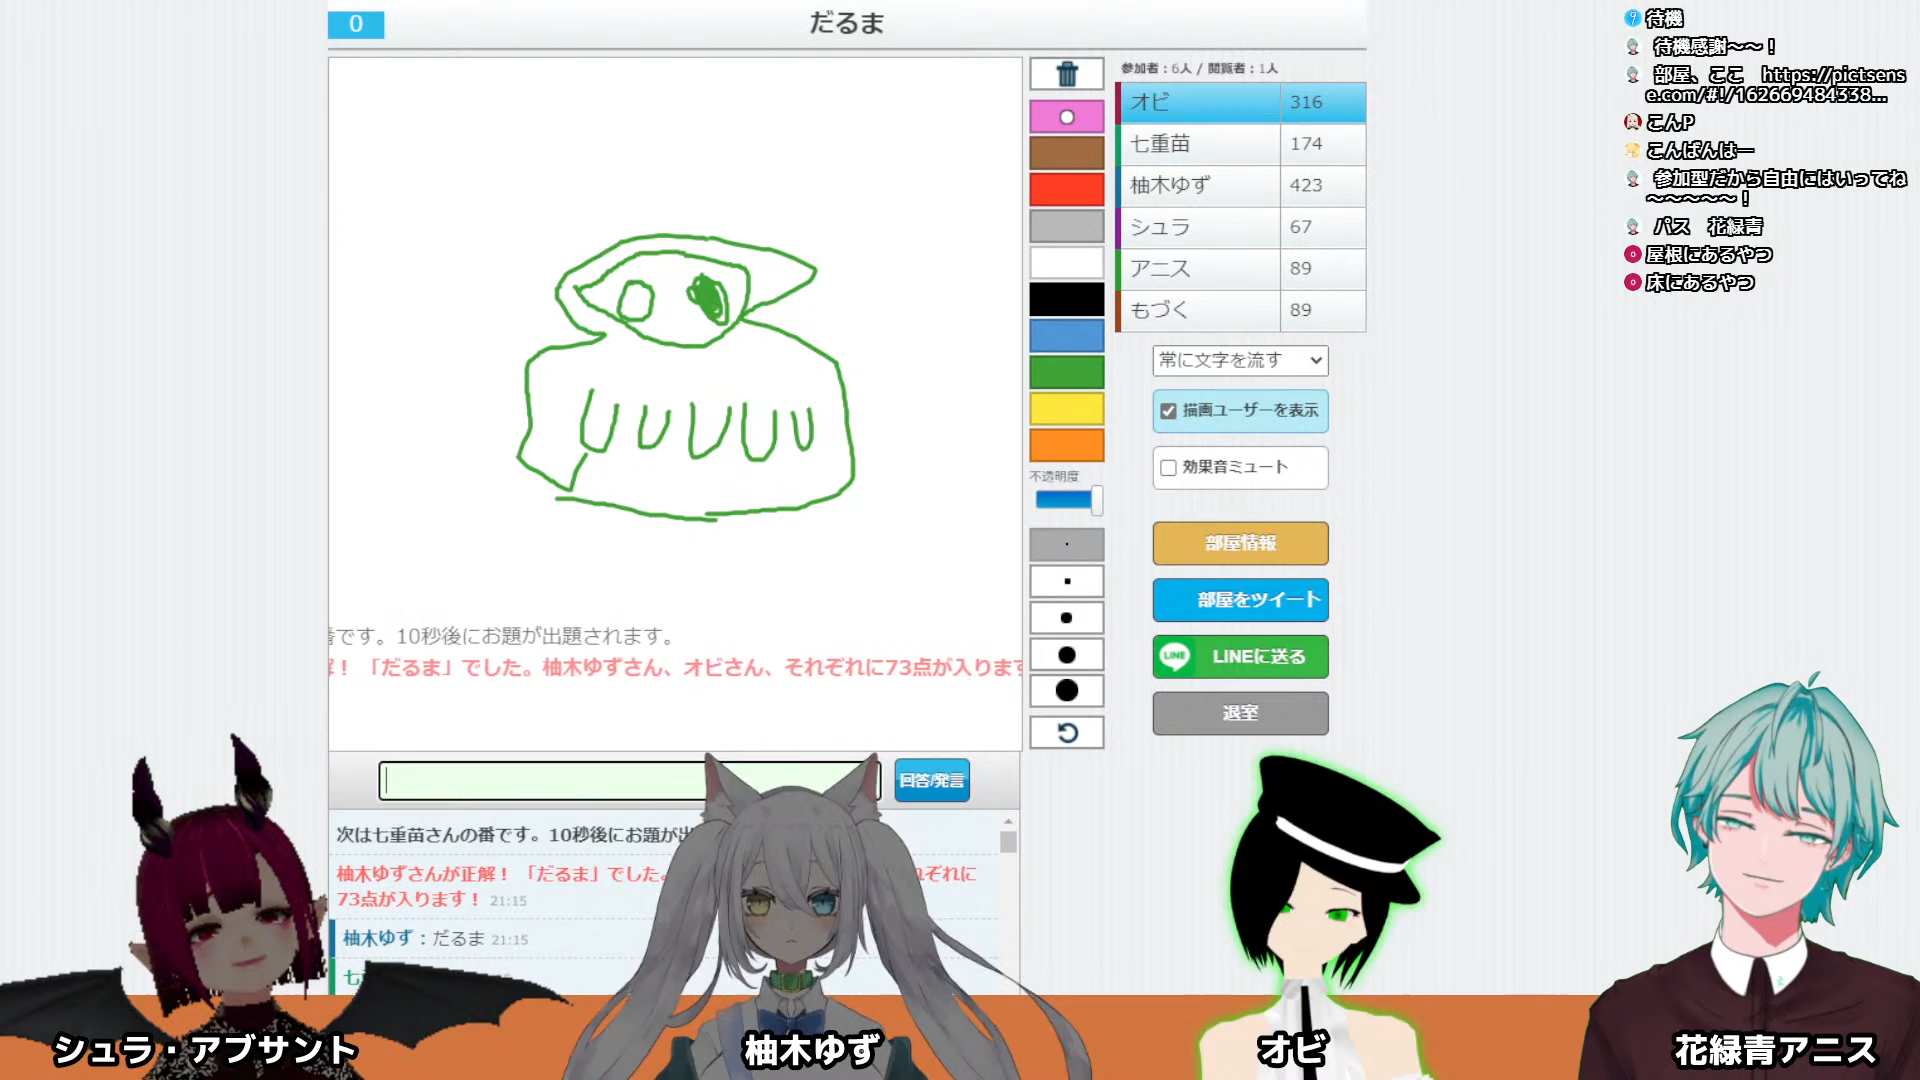 0
だるま
参加者：6人 / 閲覧者：1人
オビ 316
七重苗 174
柚木ゆず 423
シュラ 67
アニス 89
もづく 89
常に文字を流す
描画ユーザーを表示
効果音ミュート
不透明度
部屋情報
部屋をツイート
LINE LINEに送る
退室
番です。10秒後にお題が出題されます。
解！「だるま」でした。柚木ゆずさん、オビさん、それぞれに73点が入ります
回答/発言
次は七重苗さんの番です。10秒後にお題が出
柚木ゆずさんが正解！「だるま」でした。 れぞれに
73点が入ります！ 21:15
柚木ゆず：だるま 21:15
七
待機
待機感謝～～！
部屋、ここ https://pictsens
e.com/#!/162669484338...
こんP
こんばんはー
参加型だから自由にはいってね
～～～～～！
パス 花緑青
屋根にあるやつ
床にあるやつ
シュラ・アブサント
柚木ゆず
オビ
花緑青アニス